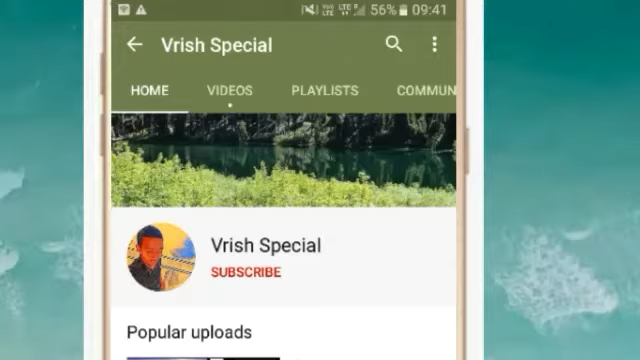 56% 09:41
Vrish Special
HOME VIDEOS PLAYLISTS COMMUN
Vrish Special
SUBSCRIBE
Popular uploads